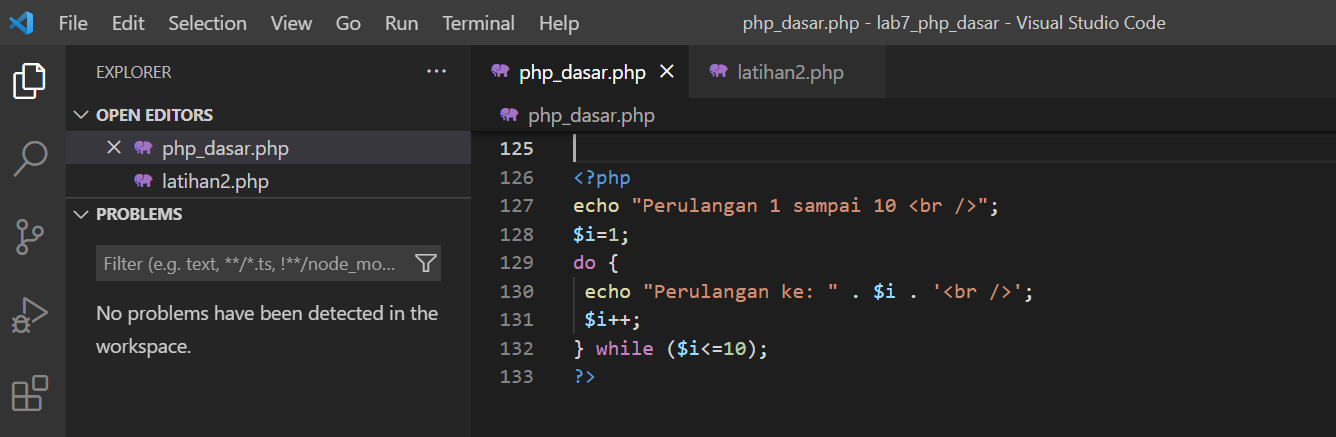 File Edit Selection View Go Run Terminal Help php_dasar.php - lab7_php_dasar - Visual Studio Code
EXPLORER ···
OPEN EDITORS
php_dasar.php
latihan2.php
PROBLEMS
Filter (e.g. text, **/*.ts, !**/node_mo...
No problems have been detected in the
workspace.
php_dasar.php latihan2.php
php_dasar.php
125
126 <?php
127 echo "Perulangan 1 sampai 10 <br />";
128 $i=1;
129 do {
130  echo "Perulangan ke: " . $i . '<br />';
131  $i++;
132 } while ($i<=10);
133 ?>